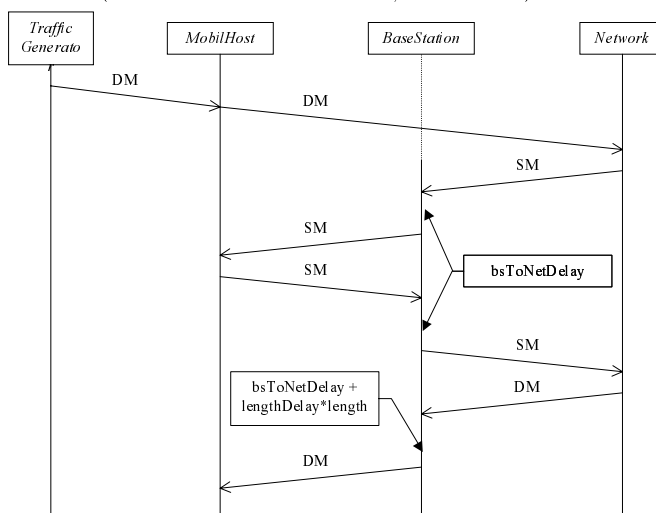 Traffic
Generato
MobilHost
BaseStation
Network
DM
DM
SM
SM
SM
bsToNetDelay
SM
bsToNetDelay +
lengthDelay*length
DM
DM